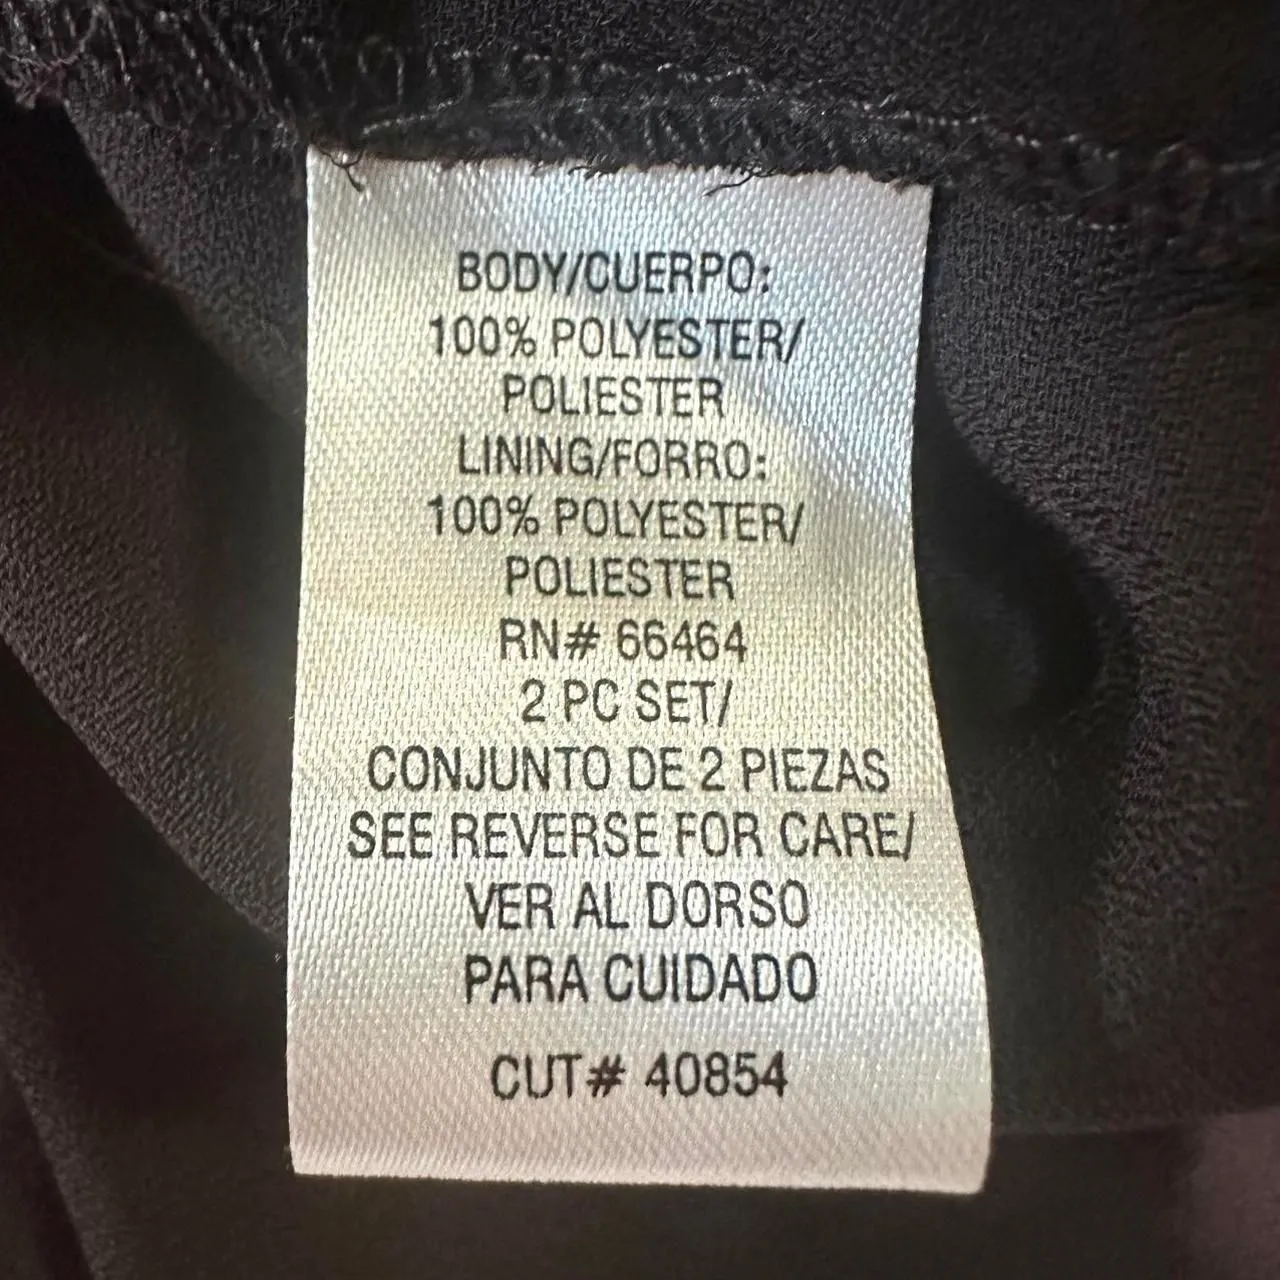 BODY/CUERPO:
100% POLYESTER/
POLIESTER
LINING/FORRO:
100% POLYESTER/
POLIESTER
RN# 66464
2 PC SET/
CONJUNTO DE 2 PIEZAS
SEE REVERSE FOR CARE/
VER AL DORSO
PARA CUIDADO
CUT# 40854